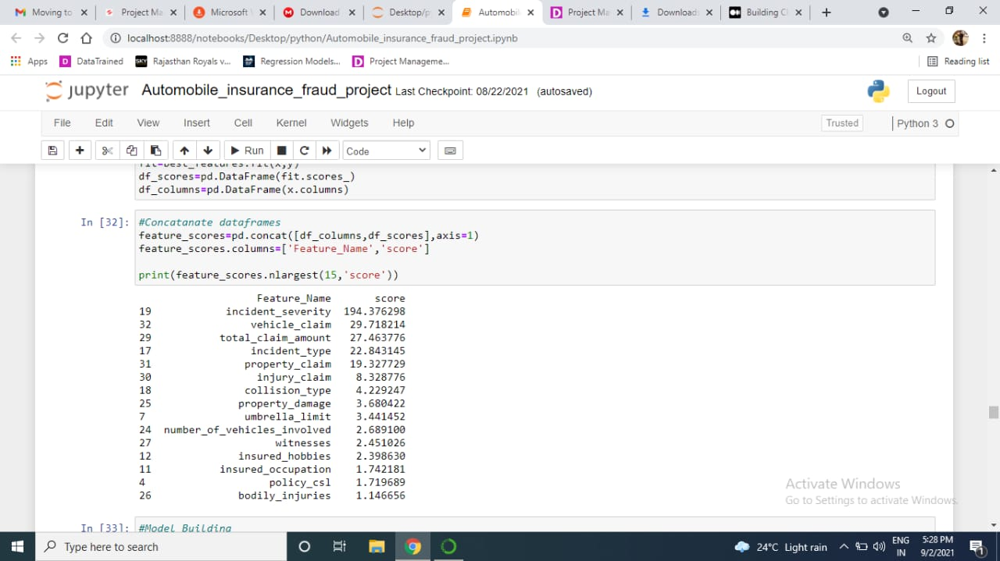 Moving to
Project Ma
Microsoft
Download
Desktop/p
Automobil
Project Ma
Download
Building C
localhost:8888/notebooks/Desktop/python/Automobile_insurance_fraud_project.ipynb
Apps
D DataTrained
SKY Rajasthan Royals v...
Regression Models...
D Project Manageme...
Reading list
jupyter Automobile_insurance_fraud_project Last Checkpoint: 08/22/2021 (autosaved)
Logout
File Edit View Insert Cell Kernel Widgets Help
Trusted
Python 3
Run
Code
fit=best_features.fit(x,y)
df_scores=pd.DataFrame(fit.scores_)
df_columns=pd.DataFrame(x.columns)
In [32]: #Concatanate dataframes
feature_scores=pd.concat([df_columns,df_scores],axis=1)
feature_scores.columns=['Feature_Name','score']
print(feature_scores.nlargest(15,'score'))
Feature_Name score
19 incident_severity 194.376298
32 vehicle_claim 29.718214
29 total_claim_amount 27.463776
17 incident_type 22.843145
31 property_claim 19.327729
30 injury_claim 8.328776
18 collision_type 4.229247
25 property_damage 3.680422
7 umbrella_limit 3.441452
24 number_of_vehicles_involved 2.689100
27 witnesses 2.451026
12 insured_hobbies 2.398630
11 insured_occupation 1.742181
4 policy_csl 1.719689
26 bodily_injuries 1.146656
Activate Windows
Go to Settings to activate Windows.
In [33]: #Model Building
Type here to search
24°C Light rain
ENG
IN
5:28 PM
9/2/2021
1